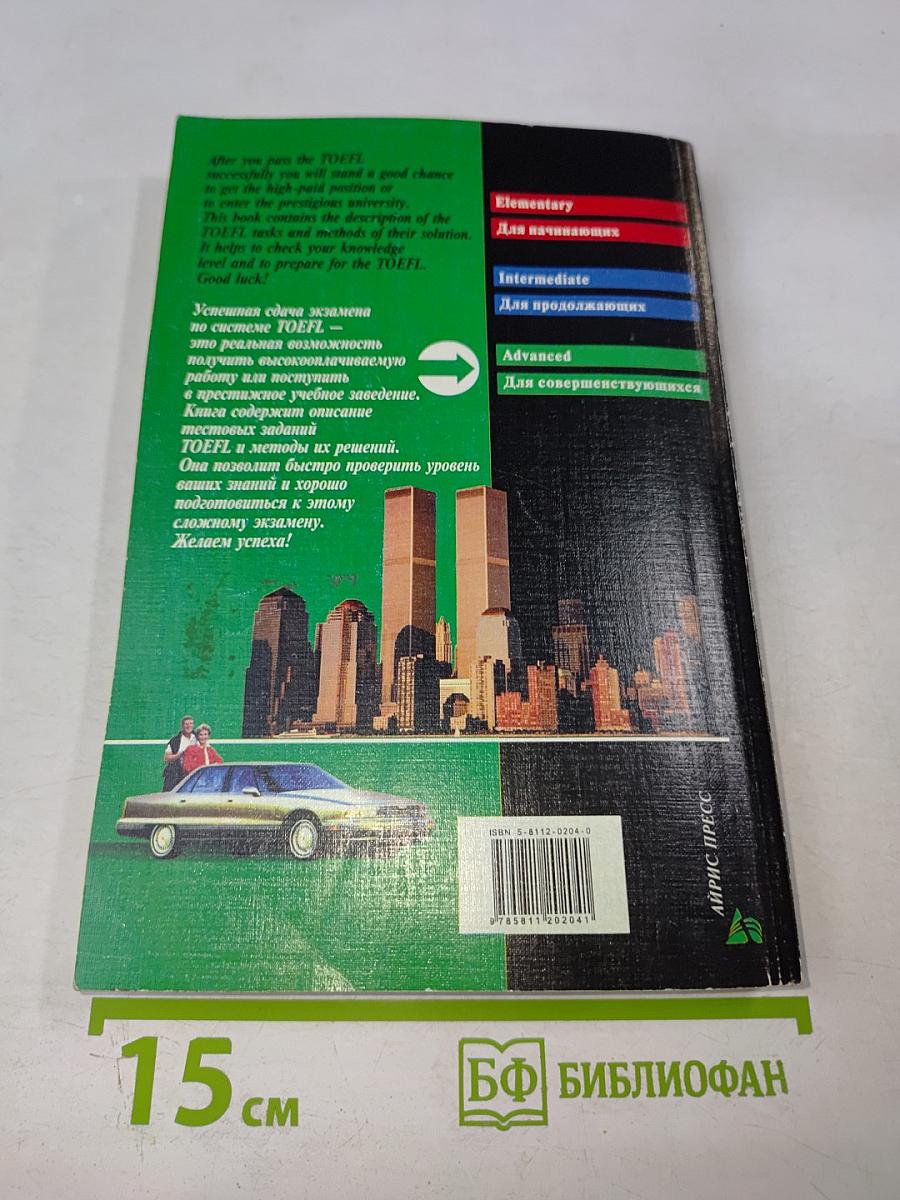 After you pass the TOEFL
successfully you will stand a good chance
to get the high-paid position or
to enter the prestigious university.
This book contains the description of the
TOEFL tasks and methods of their solution.
It helps to check your knowledge
level and to prepare for the TOEFL.
Good luck!
Успешная сдача экзамена
по системе TOEFL —
это реальная возможность
получить высокооплачиваемую
работу или поступить
в престижное учебное заведение.
Книга содержит описание
тестовых заданий
TOEFL и методы их решений.
Она позволит быстро проверить уровень
ваших знаний и хорошо
подготовиться к этому
сложному экзамену.
Желаем успеха!
Elementary
Для начинающих
Intermediate
Для продолжающих
Advanced
Для совершенствующихся
ISBN 5-8112-0204-0
9 785811 202041
АЙРИС ПРЕСС
15 см
БФ БИБЛИОФАН